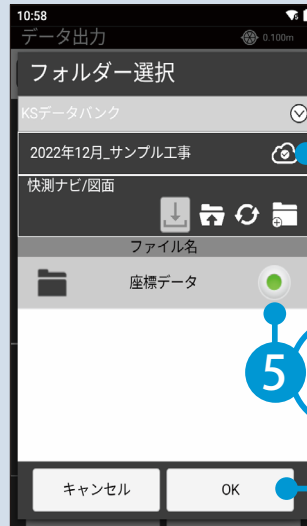 10:58
データ出力 0.100m
フォルダー選択
KSデータバンク
2022年12月_サンプル工事
快測ナビ/図面
ファイル名
座標データ
5
キャンセル OK